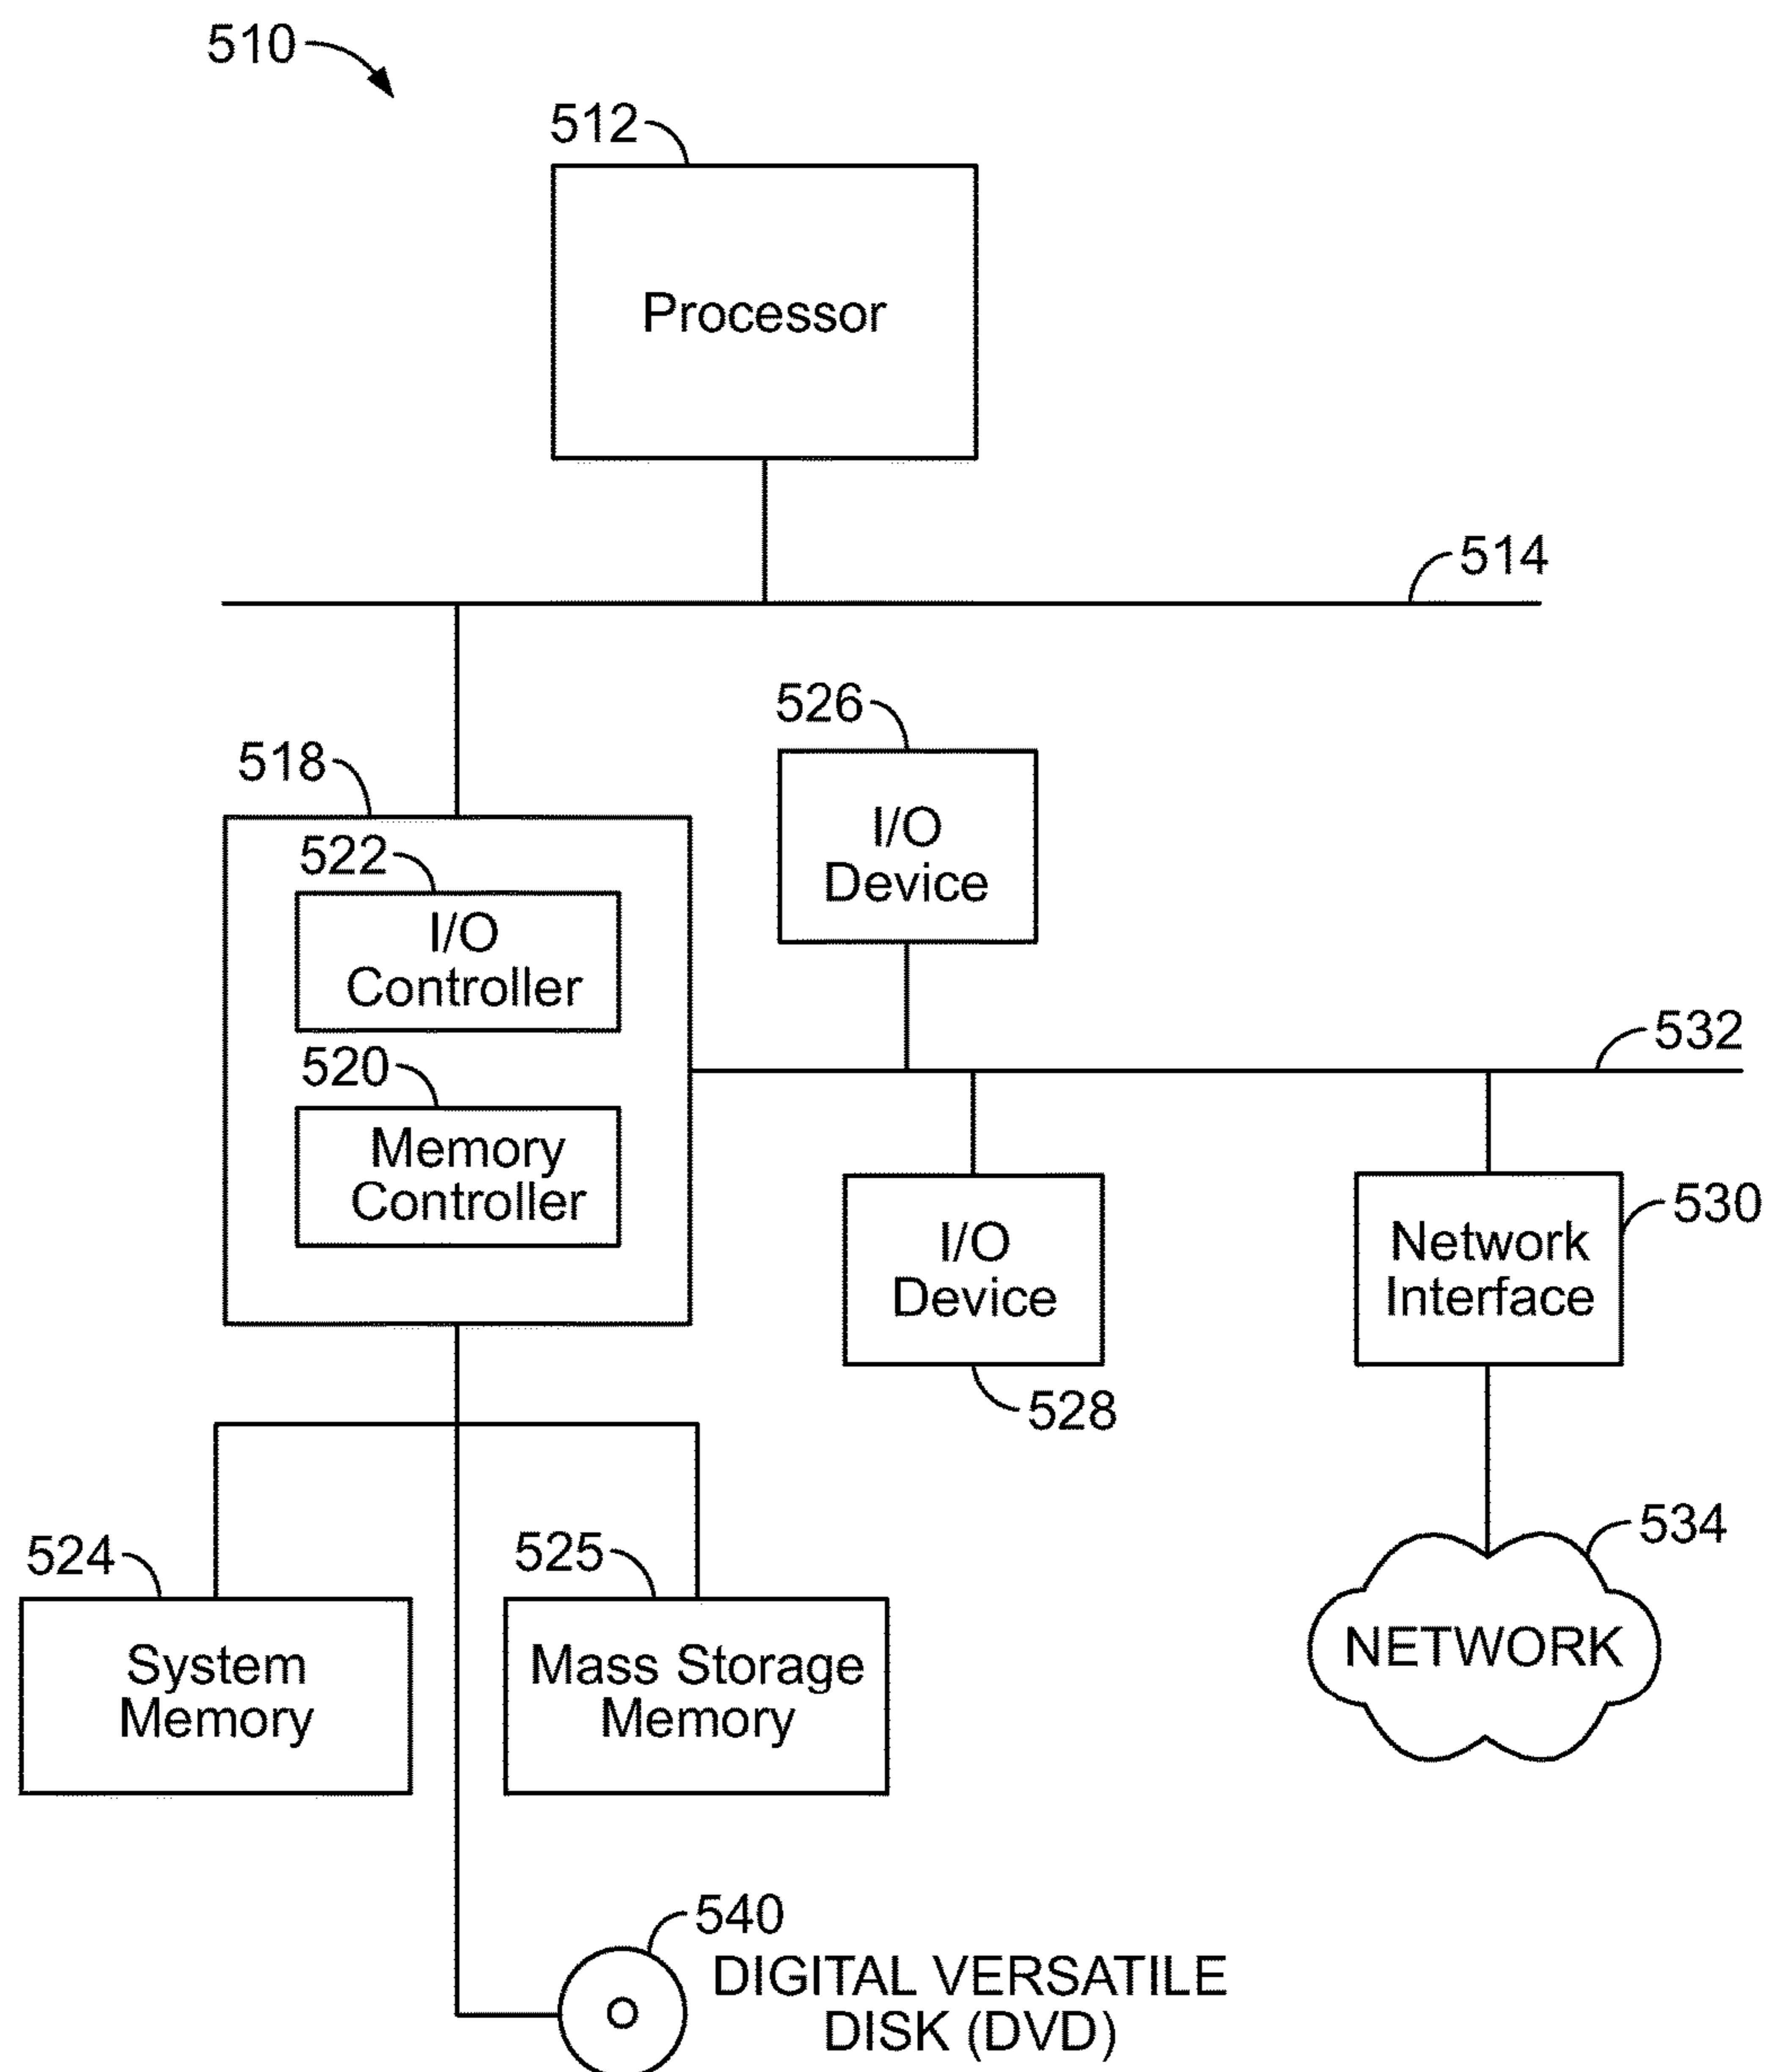 510
512
Processor
514
526
518
I/O
Device
522
I/O
Controller
532
520
Memory
Controller
530
I/O
Device
Network
Interface
528
534
524
525
NETWORK
System
Memory
Mass Storage
Memory
540
DIGITAL VERSATILE
DISK (DVD)